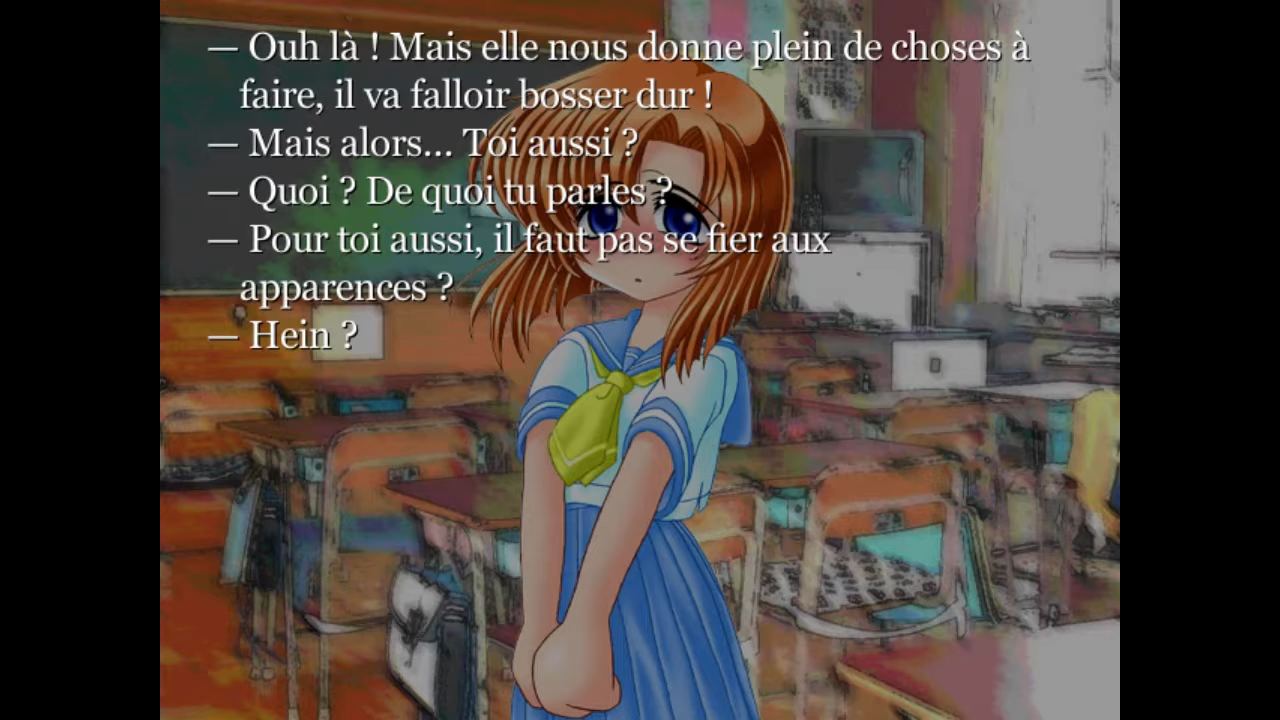 — Ouh là ! Mais elle nous donne plein de choses à
faire, il va falloir bosser dur !
— Mais alors... Toi aussi ?
— Quoi ? De quoi tu parles ?
— Pour toi aussi, il faut pas se fier aux
apparences ?
— Hein ?